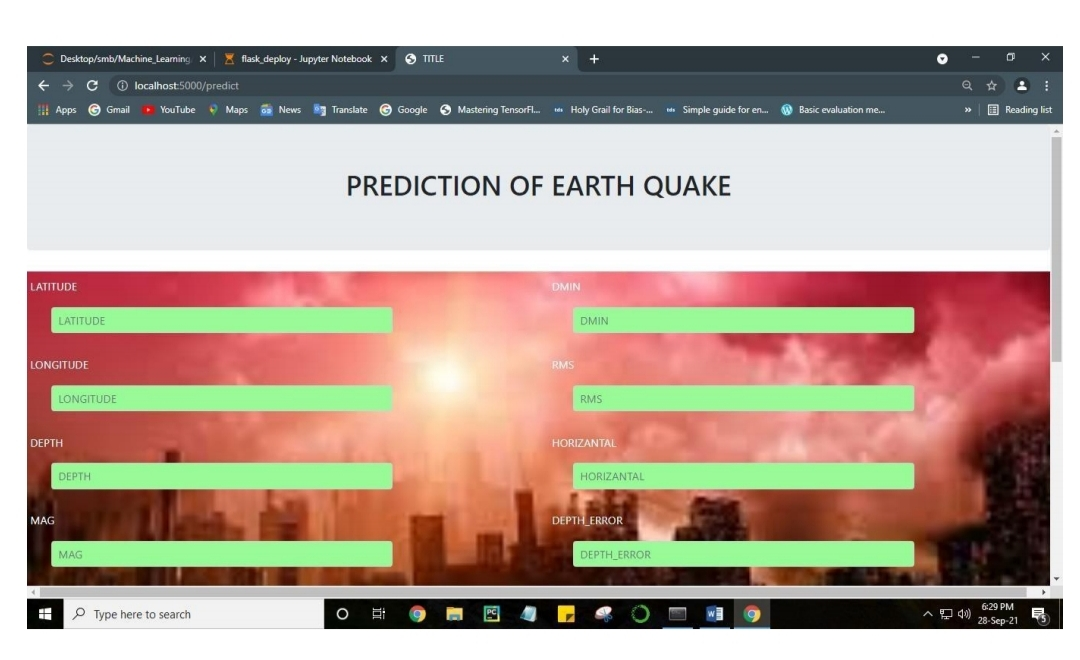 Desktop/smb/Machine_Learning flask_deploy - Jupyter Notebook TITLE
localhost:5000/predict
Apps Gmail YouTube Maps News Translate Google Mastering TensorFl... Holy Grail for Bias-... Simple guide for en... Basic evaluation me... » Reading list
PREDICTION OF EARTH QUAKE
LATITUDE
LATITUDE
LONGITUDE
LONGITUDE
DEPTH
DEPTH
MAG
MAG
DMIN
DMIN
RMS
RMS
HORIZANTAL
HORIZANTAL
DEPTH_ERROR
DEPTH_ERROR
Type here to search
6:29 PM
28-Sep-21